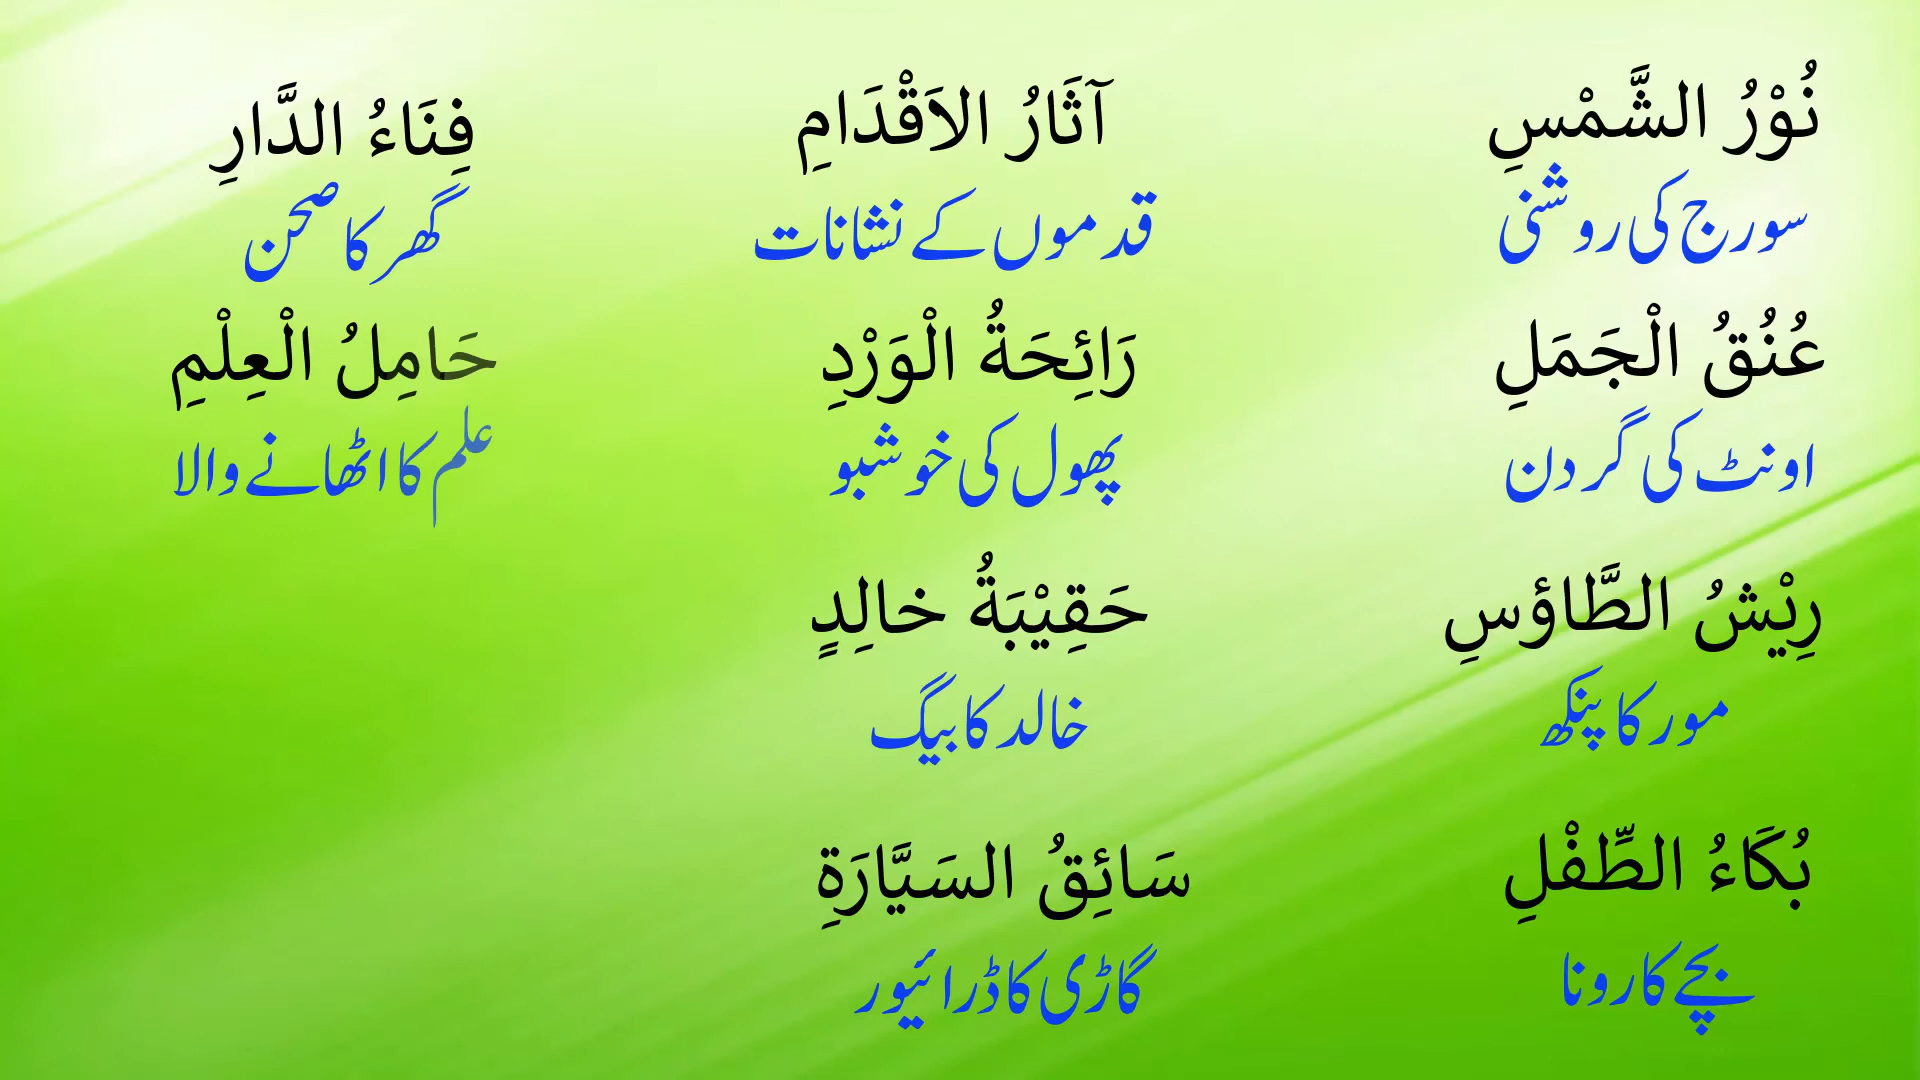 نُوْرُ الشَّمْسِ
سورج کی روشنی
عُنُقُ الْجَمَلِ
اونٹ کی گردن
رِيْشُ الطَّاؤسِ
مور کا پنکھ
بُكَاءُ الطِّفْلِ
بچے کا رونا
آثَارُ الاَقْدَامِ
قدموں کے نشانات
رَائِحَةُ الْوَرْدِ
پھول کی خوشبو
حَقِيْبَةُ خالِدٍ
خالد کا بیگ
سَائِقُ السَيَّارَةِ
گاڑی کا ڈرائیور
فِنَاءُ الدَّارِ
گھر کا صحن
حَامِلُ الْعِلْمِ
علم کا اٹھانے والا